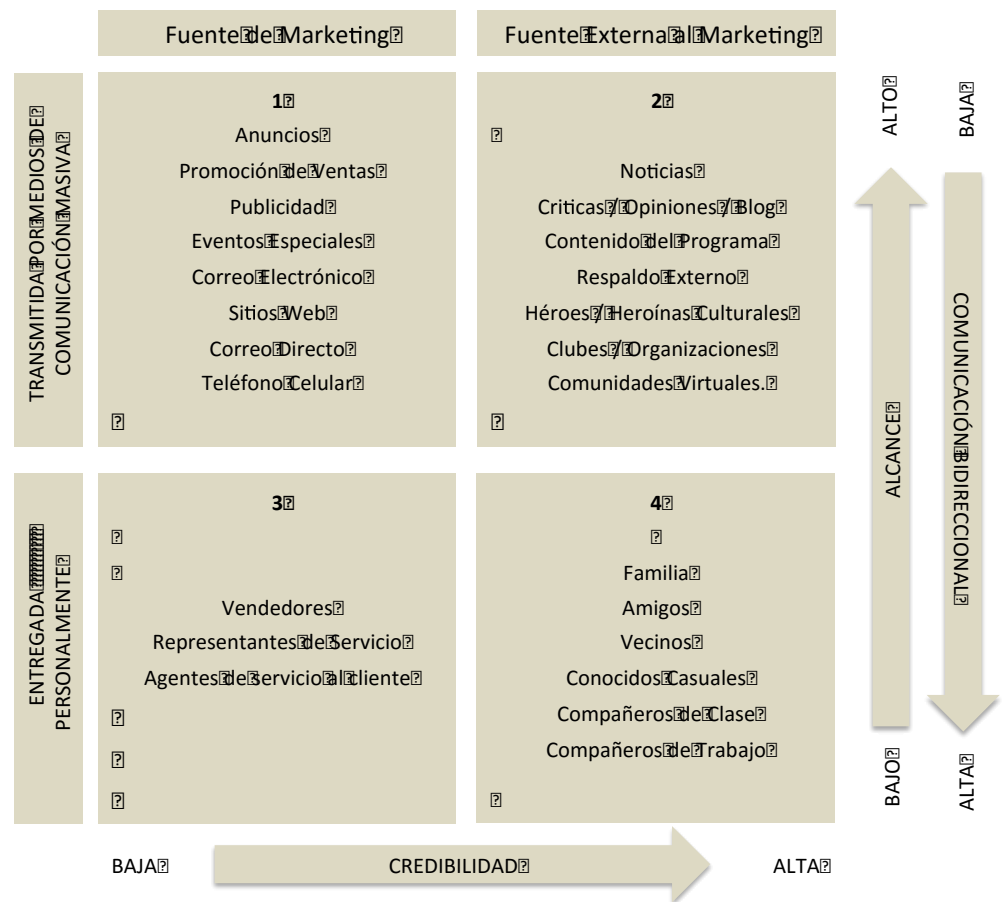 Fuente de Marketing
Fuente Externa al Marketing
TRANSMITIDA POR MEDIOS DE
COMUNICACIÓN MASIVA
1
Anuncios
Promoción de Ventas
Publicidad
Eventos Especiales
Correo Electrónico
Sitios Web
Correo Directo
Teléfono Celular
2
Noticias
Criticas / Opiniones / Blog
Contenido del Programa
Respaldo Externo
Héroes / Heroínas Culturales
Clubes / Organizaciones
Comunidades Virtuales.
ENTREGADA
PERSONALMENTE
3
Vendedores
Representantes de Servicio
Agentes de servicio al cliente
4
Familia
Amigos
Vecinos
Conocidos Casuales
Compañeros de Clase
Compañeros de Trabajo
ALTO
ALCANCE
BAJO
BAJA
COMUNICACIÓN BIDIRECCIONAL
ALTA
BAJA
CREDIBILIDAD
ALTA